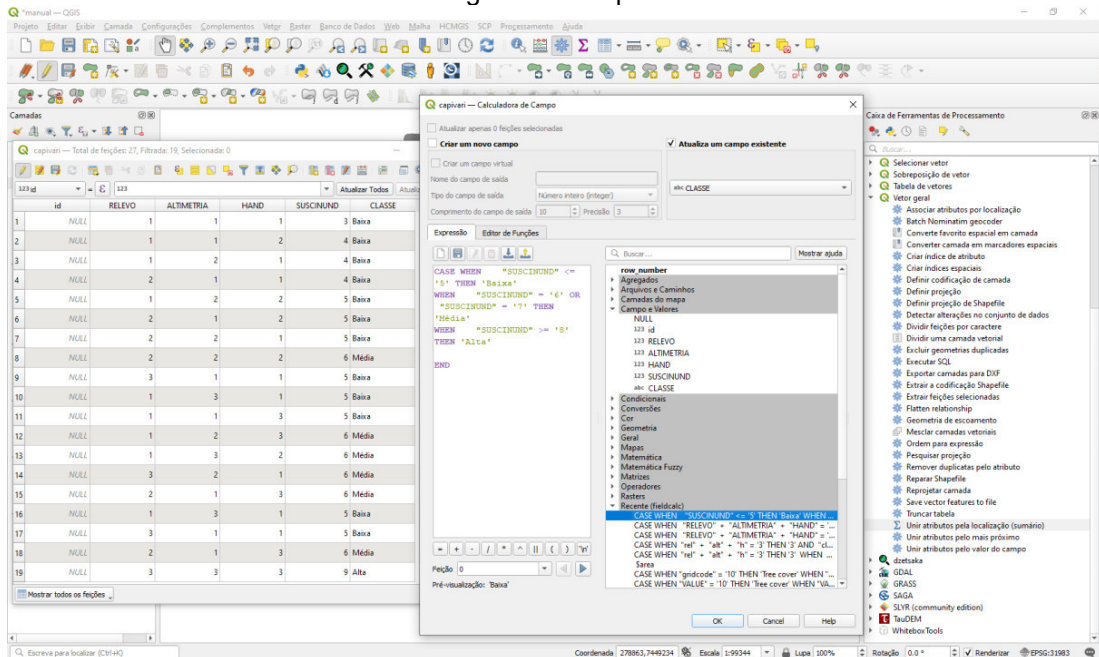 *manual — QGIS
Projeto Editar Exibir Camada Configurações Complementos Vetor Raster Banco de Dados Web Malha HCMGIS SCP Processamento Ajuda
Camadas
capivari — Total de feições: 27, Filtrada: 19, Selecionada: 0
123 id = ε 123 Atualizar Todos
id RELEVO ALTIMETRIA HAND SUSCINUND CLASSE
1 NULL 1 1 1 3 Baixa
2 NULL 1 1 2 4 Baixa
3 NULL 1 2 1 4 Baixa
4 NULL 2 1 1 4 Baixa
5 NULL 1 2 2 5 Baixa
6 NULL 2 1 2 5 Baixa
7 NULL 2 2 1 5 Baixa
8 NULL 2 2 2 6 Média
9 NULL 3 1 1 5 Baixa
10 NULL 1 3 1 5 Baixa
11 NULL 1 1 3 5 Baixa
12 NULL 1 2 3 6 Média
13 NULL 1 3 2 6 Média
14 NULL 3 2 1 6 Média
15 NULL 2 1 3 6 Média
16 NULL 1 3 1 5 Baixa
17 NULL 1 1 3 5 Baixa
18 NULL 2 1 3 6 Média
19 NULL 3 3 3 9 Alta
Mostrar todos os feições
capivari — Calculadora de Campo
Atualizar apenas 0 feições selecionadas
Criar um novo campo
Atualiza um campo existente
Criar um campo virtual
Nome do campo de saída
Tipo do campo de saída Número inteiro (integer)
Comprimento do campo de saída 10 Precisão 3
abc CLASSE
Expressão Editor de Funções
CASE WHEN "SUSCINUND" <=
'5' THEN 'Baixa'
WHEN "SUSCINUND" = '6' OR
"SUSCINUND" = '7' THEN
'Média'
WHEN "SUSCINUND" >= '8'
THEN 'Alta'
END
= + - / * ^ || ( ) '\n'
Feição 0
Pré-visualização: 'Baixa'
Buscar... Mostrar ajuda
row_number
Agregados
Arquivos e Caminhos
Camadas do mapa
Campo e Valores
NULL
123 id
123 RELEVO
123 ALTIMETRIA
123 HAND
123 SUSCINUND
abc CLASSE
Condicionais
Conversões
Cor
Geometria
Geral
Mapas
Matemática
Matemática Fuzzy
Matrizes
Operadores
Rasters
Recente (fieldcalc)
CASE WHEN "SUSCINUND" <= '5' THEN 'Baixa' WHEN ...
CASE WHEN "RELEVO" + "ALTIMETRIA" + "HAND" = '...
CASE WHEN "RELEVO" + "ALTIMETRIA" + "HAND" = '...
CASE WHEN "rel" + "alt" + "h" = '3' THEN '3' AND "cl...
CASE WHEN "rel" + "alt" + "h" = '3' THEN '3' WHEN ...
$area
CASE WHEN "gridcode" = '10' THEN 'Tree cover' WHEN "...
CASE WHEN "VALUE" = '10' THEN 'Tree cover' WHEN "VA...
OK Cancel Help
Caixa de Ferramentas de Processamento
Buscar...
Selecionar vetor
Sobreposição de vetor
Tabela de vetores
Vetor geral
Associar atributos por localização
Batch Nominatim geocoder
Converte favorito espacial em camada
Converter camada em marcadores espaciais
Criar índice de atributo
Criar índices espaciais
Definir codificação de camada
Definir projeção
Definir projeção de Shapefile
Detectar alterações no conjunto de dados
Dividir feições por caractere
Dividir uma camada vetorial
Excluir geometrias duplicadas
Executar SQL
Exportar camadas para DXF
Extrair a codificação Shapefile
Extrair feições selecionadas
Flatten relationship
Geometria de escoamento
Mesclar camadas vetoriais
Ordem para expressão
Pesquisar projeção
Remover duplicatas pelo atributo
Reparar Shapefile
Reprojetar camada
Save vector features to file
Truncar tabela
Unir atributos pela localização (sumário)
Unir atributos pelo mais próximo
Unir atributos pelo valor do campo
dzetsaka
GDAL
GRASS
SAGA
SLYR (community edition)
TauDEM
WhiteboxTools
Escreva para localizar (Ctrl+K) Coordenada 278863,7449234 Escala 1:99344 Lupa 100% Rotação 0.0 ° Renderizar EPSG:31983